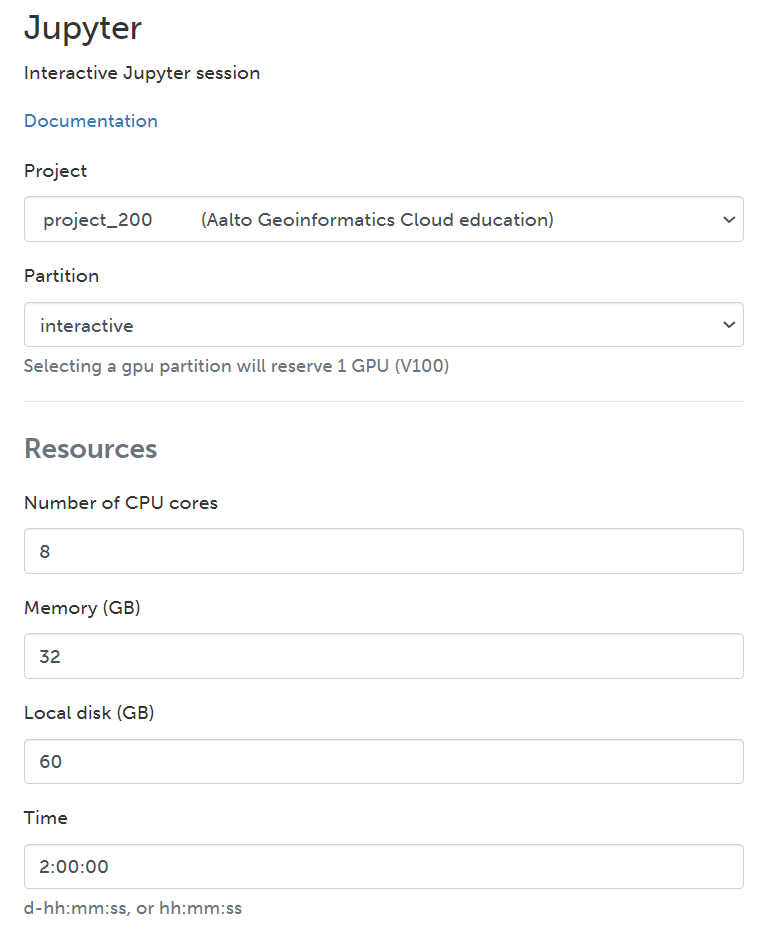 Jupyter
Interactive Jupyter session
Documentation
Project
project_200 (Aalto Geoinformatics Cloud education)
Partition
interactive
Selecting a gpu partition will reserve 1 GPU (V100)
Resources
Number of CPU cores
8
Memory (GB)
32
Local disk (GB)
60
Time
2:00:00
d-hh:mm:ss, or hh:mm:ss